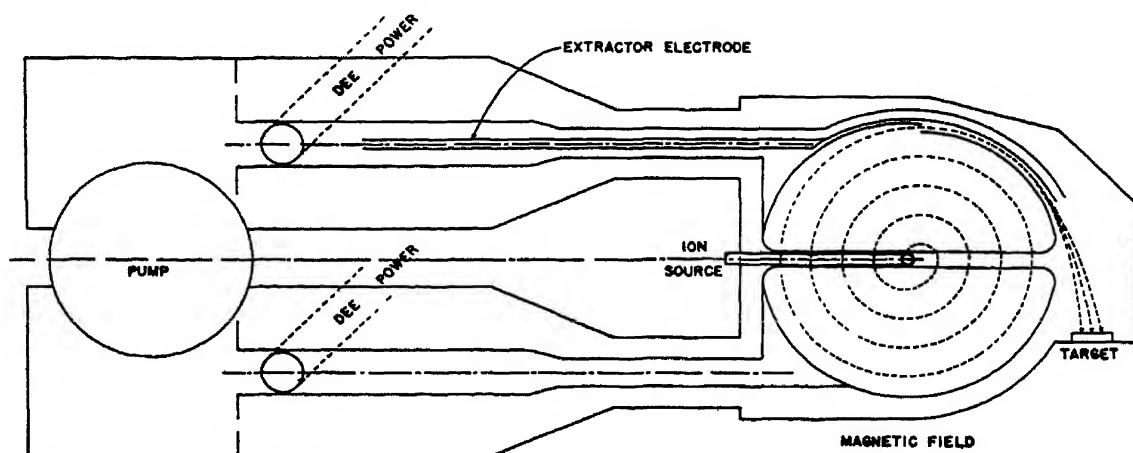 DEE POWER
EXTRACTOR ELECTRODE
ION
SOURCE
PUMP
DEE POWER
TARGET
MAGNETIC FIELD